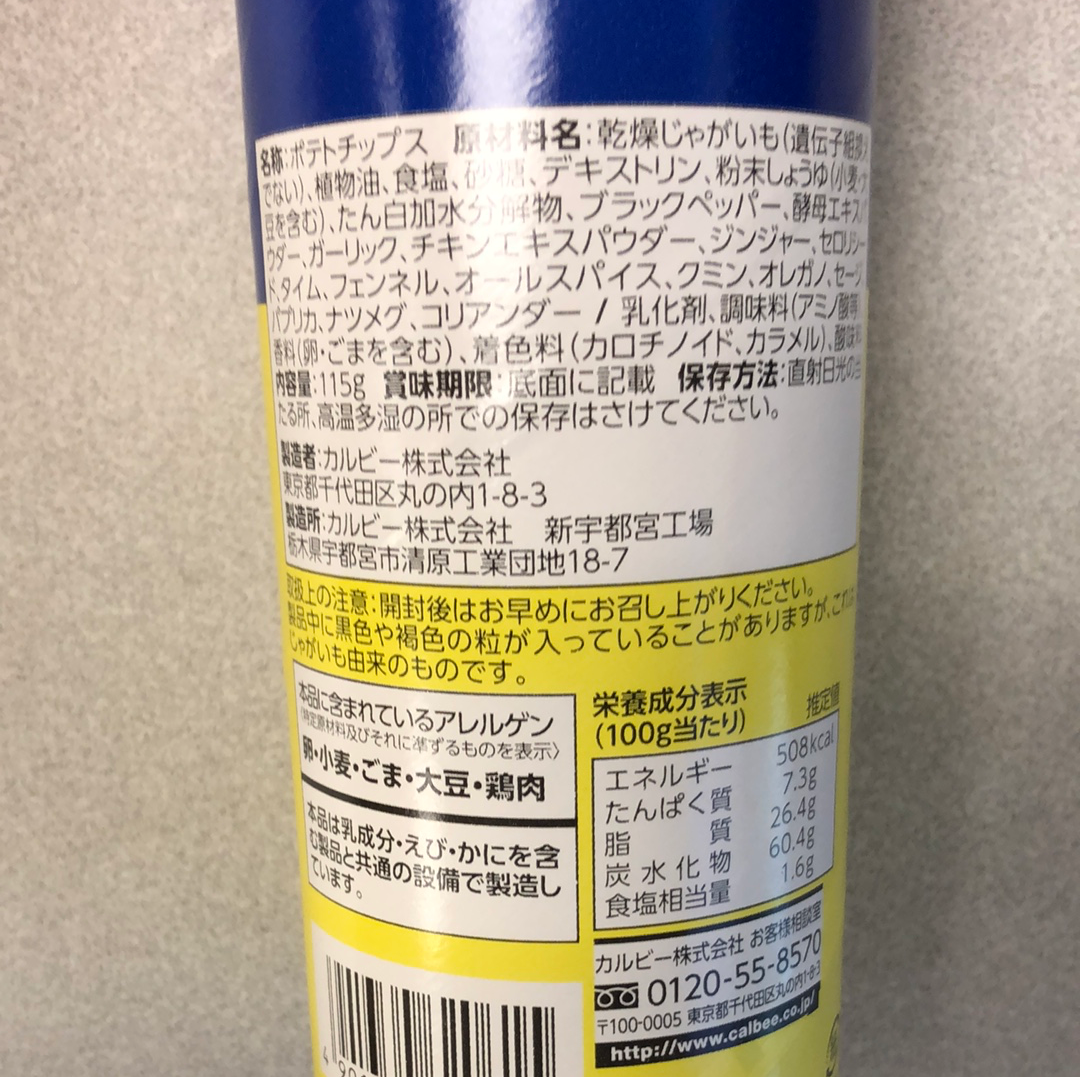 名称:ポテトチップス 原材料名:乾燥じゃがいも(遺伝子組換え
でない)、植物油、食塩、砂糖、デキストリン、粉末しょうゆ(小麦・大
豆を含む)、たん白加水分解物、ブラックペッパー、酵母エキスパ
ウダー、ガーリック、チキンエキスパウダー、ジンジャー、セロリシー
ド、タイム、フェンネル、オールスパイス、クミン、オレガノ、セージ、
パプリカ、ナツメグ、コリアンダー / 乳化剤、調味料(アミノ酸等)
香料(卵・ごまを含む)、着色料(カロチノイド、カラメル)、酸味料
内容量:115g 賞味期限:底面に記載 保存方法:直射日光の当
たる所、高温多湿の所での保存はさけてください。
製造者:カルビー株式会社
東京都千代田区丸の内1-8-3
製造所:カルビー株式会社 新宇都宮工場
栃木県宇都宮市清原工業団地18-7
取扱上の注意:開封後はお早めにお召し上がりください。
製品中に黒色や褐色の粒が入っていることがありますが、これは
じゃがいも由来のものです。
本品に含まれているアレルゲン
〈特定原材料及びそれに準ずるものを表示〉
卵・小麦・ごま・大豆・鶏肉
本品は乳成分・えび・かにを含
む製品と共通の設備で製造し
ています。
栄養成分表示
(100g当たり) 推定値
エネルギー 508kcal
たんぱく質 7.3g
脂質 26.4g
炭水化物 60.4g
食塩相当量 1.6g
カルビー株式会社 お客様相談室
0120-55-8570
〒100-0005 東京都千代田区丸の内1-8-3
http://www.calbee.co.jp/